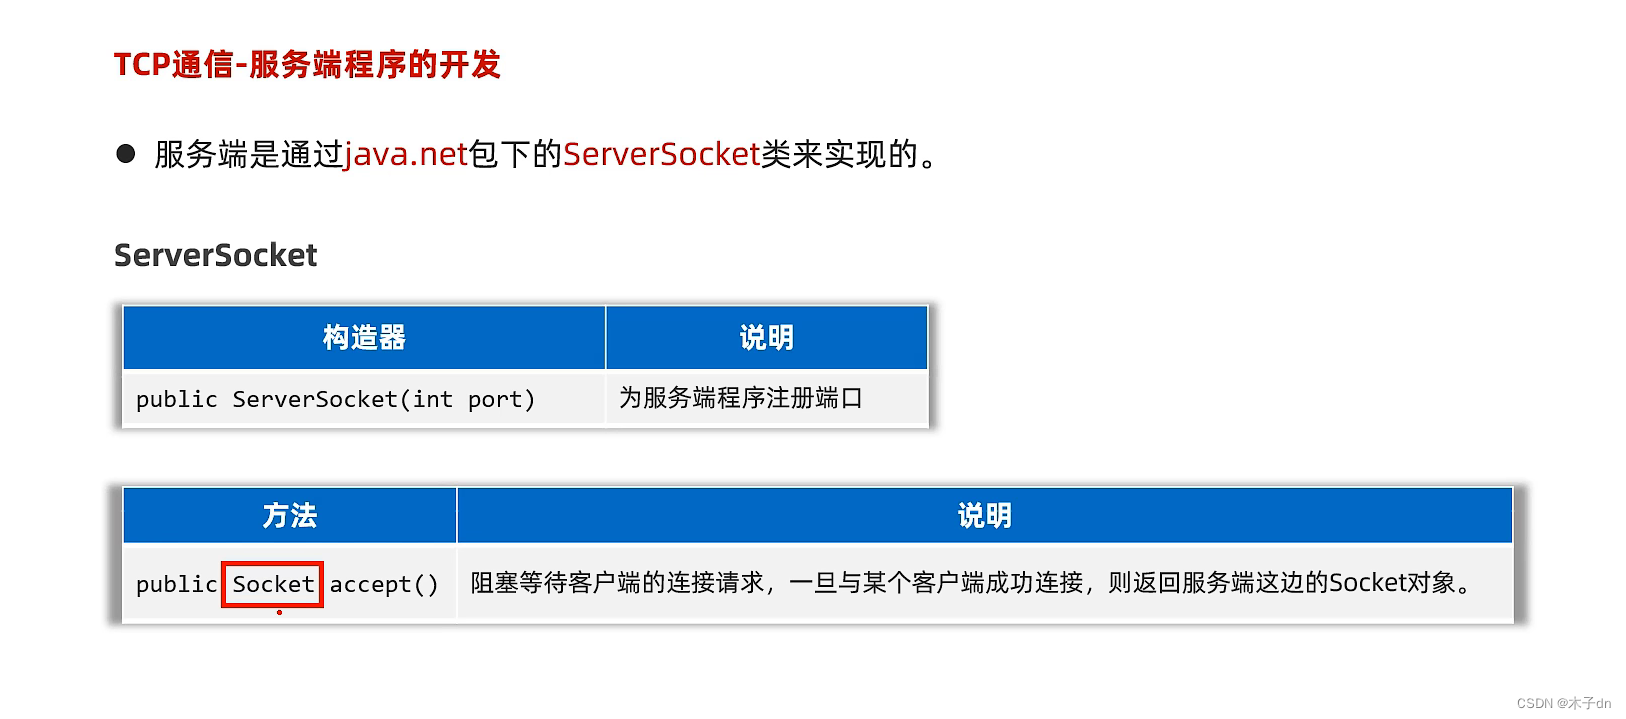 TCP通信-服务端程序的开发
● 服务端是通过java.net包下的ServerSocket类来实现的。
ServerSocket
构造器 说明
public ServerSocket(int port) 为服务端程序注册端口
方法 说明
public Socket accept() 阻塞等待客户端的连接请求，一旦与某个客户端成功连接，则返回服务端这边的Socket对象。
CSDN @木子dn